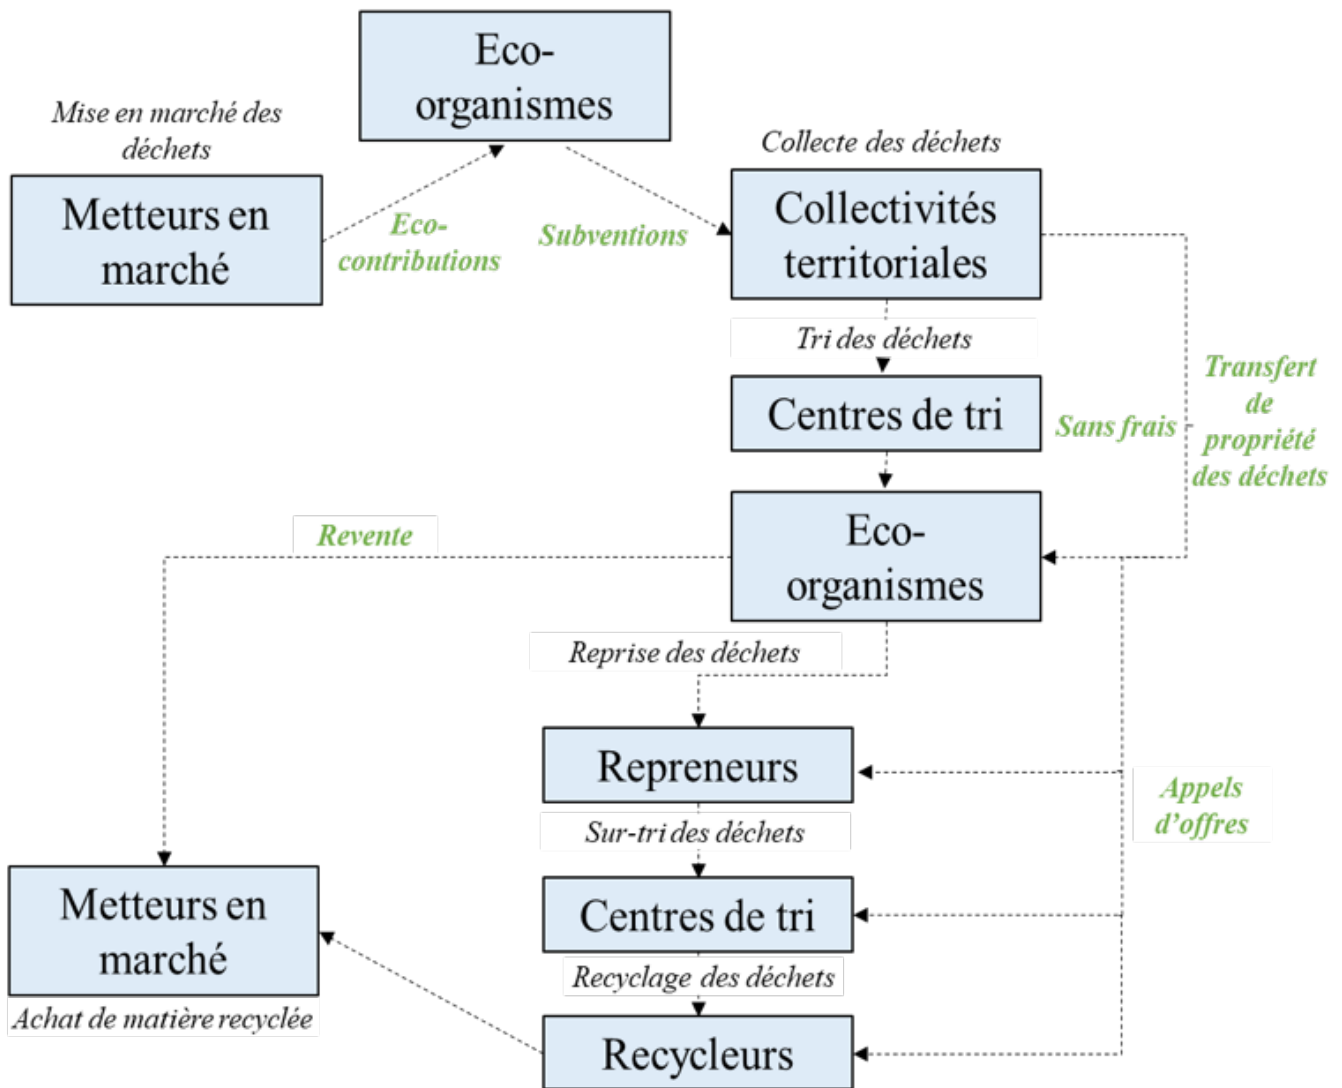 Eco-
organismes
Mise en marché des
déchets
Metteurs en
marché
Eco-
contributions
Subventions
Collecte des déchets
Collectivités
territoriales
Tri des déchets
Centres de tri
Sans frais
Transfert
de
propriété
des déchets
Eco-
organismes
Revente
Reprise des déchets
Repreneurs
Sur-tri des déchets
Appels
d’offres
Centres de tri
Recyclage des déchets
Recycleurs
Metteurs en
marché
Achat de matière recyclée